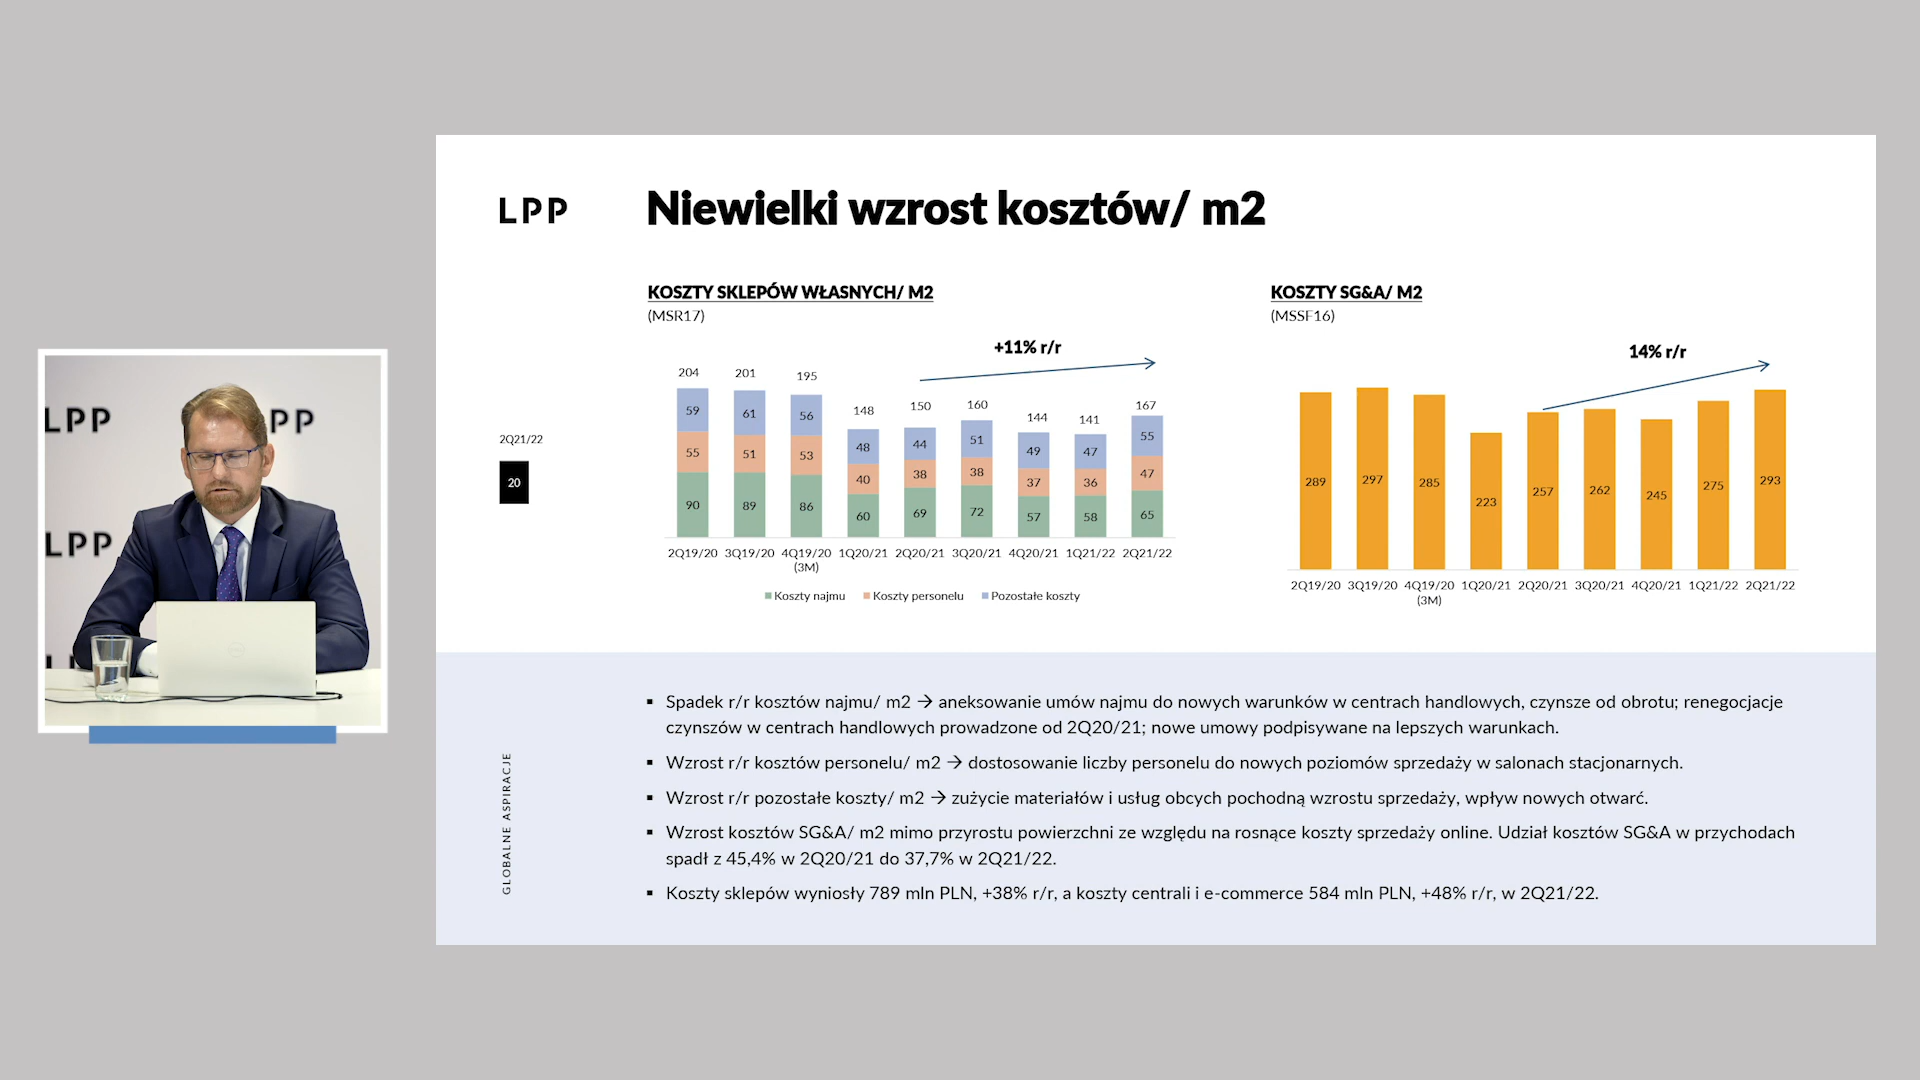 LPP
Niewielki wzrost kosztów/ m2
KOSZTY SKLEPÓW WŁASNYCH/ M2
(MSR17)
+11% r/r
204 201 195 148 150 160 144 141 167
59 61 56 48 44 51 49 47 55
55 51 53 40 38 38 37 36 47
90 89 86 60 69 72 57 58 65
2Q19/20 3Q19/20 4Q19/20 1Q20/21 2Q20/21 3Q20/21 4Q20/21 1Q21/22 2Q21/22
(3M)
Koszty najmu Koszty personelu Pozostałe koszty
KOSZTY SG&A/ M2
(MSSF16)
14% r/r
289 297 285 223 257 262 245 275 293
2Q19/20 3Q19/20 4Q19/20 1Q20/21 2Q20/21 3Q20/21 4Q20/21 1Q21/22 2Q21/22
(3M)
2Q21/22
20
LPP
PP
LPP
GLOBALNE ASPIRACJE
▪ Spadek r/r kosztów najmu/ m2 → aneksowanie umów najmu do nowych warunków w centrach handlowych, czynsze od obrotu; renegocjacje
czynszów w centrach handlowych prowadzone od 2Q20/21; nowe umowy podpisywane na lepszych warunkach.
▪ Wzrost r/r kosztów personelu/ m2 → dostosowanie liczby personelu do nowych poziomów sprzedaży w salonach stacjonarnych.
▪ Wzrost r/r pozostałe koszty/ m2 → zużycie materiałów i usług obcych pochodną wzrostu sprzedaży, wpływ nowych otwarć.
▪ Wzrost kosztów SG&A/ m2 mimo przyrostu powierzchni ze względu na rosnące koszty sprzedaży online. Udział kosztów SG&A w przychodach
spadł z 45,4% w 2Q20/21 do 37,7% w 2Q21/22.
▪ Koszty sklepów wyniosły 789 mln PLN, +38% r/r, a koszty centrali i e-commerce 584 mln PLN, +48% r/r, w 2Q21/22.